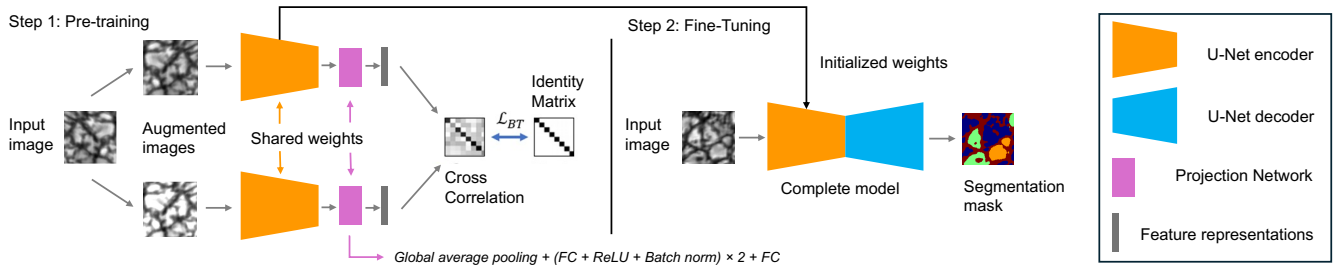 Step 1: Pre-training
Input
image
Augmented
images
Shared weights
Cross
Correlation
ℒ_BT
Identity
Matrix
Global average pooling + (FC + ReLU + Batch norm) × 2 + FC
Step 2: Fine-Tuning
Initialized weights
Input
image
Complete model
Segmentation
mask
U-Net encoder
U-Net decoder
Projection Network
Feature representations